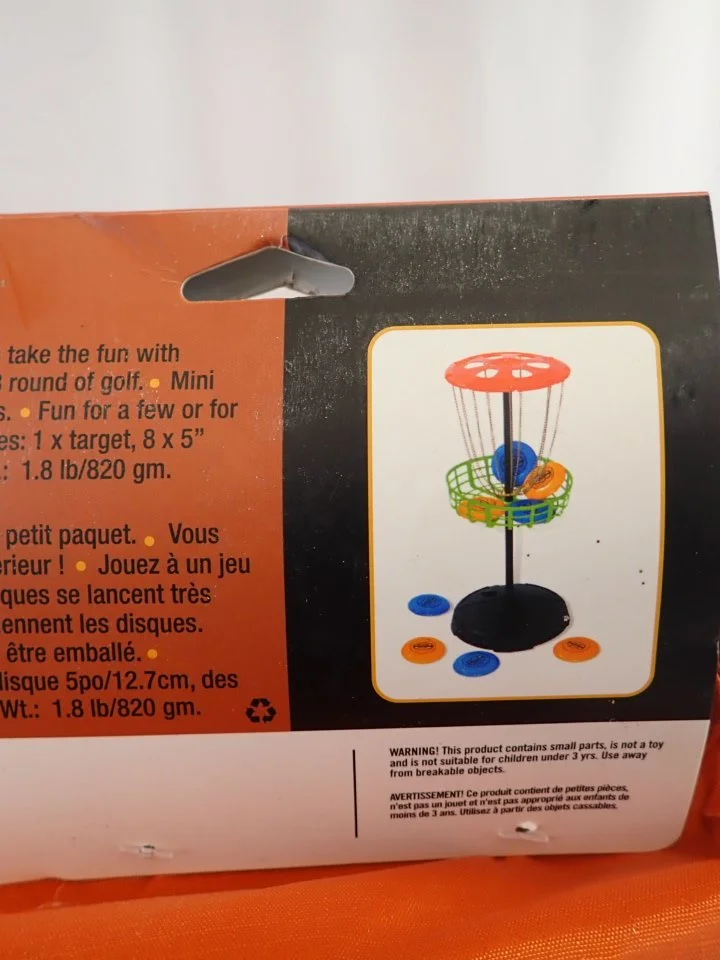 take the fun with
round of golf. • Mini
s. • Fun for a few or for
es: 1 x target, 8 x 5”
.: 1.8 lb/820 gm.
petit paquet. • Vous
erieur ! • Jouez à un jeu
ques se lancent très
ennent les disques.
être emballé. •
disque 5po/12.7cm, des
Wt.: 1.8 lb/820 gm.
WARNING! This product contains small parts, is not a toy
and is not suitable for children under 3 yrs. Use away
from breakable objects.
AVERTISSEMENT! Ce produit contient de petites pièces,
n'est pas un jouet et n'est pas approprié aux enfants de
moins de 3 ans. Utilisez à partir des objets cassables.